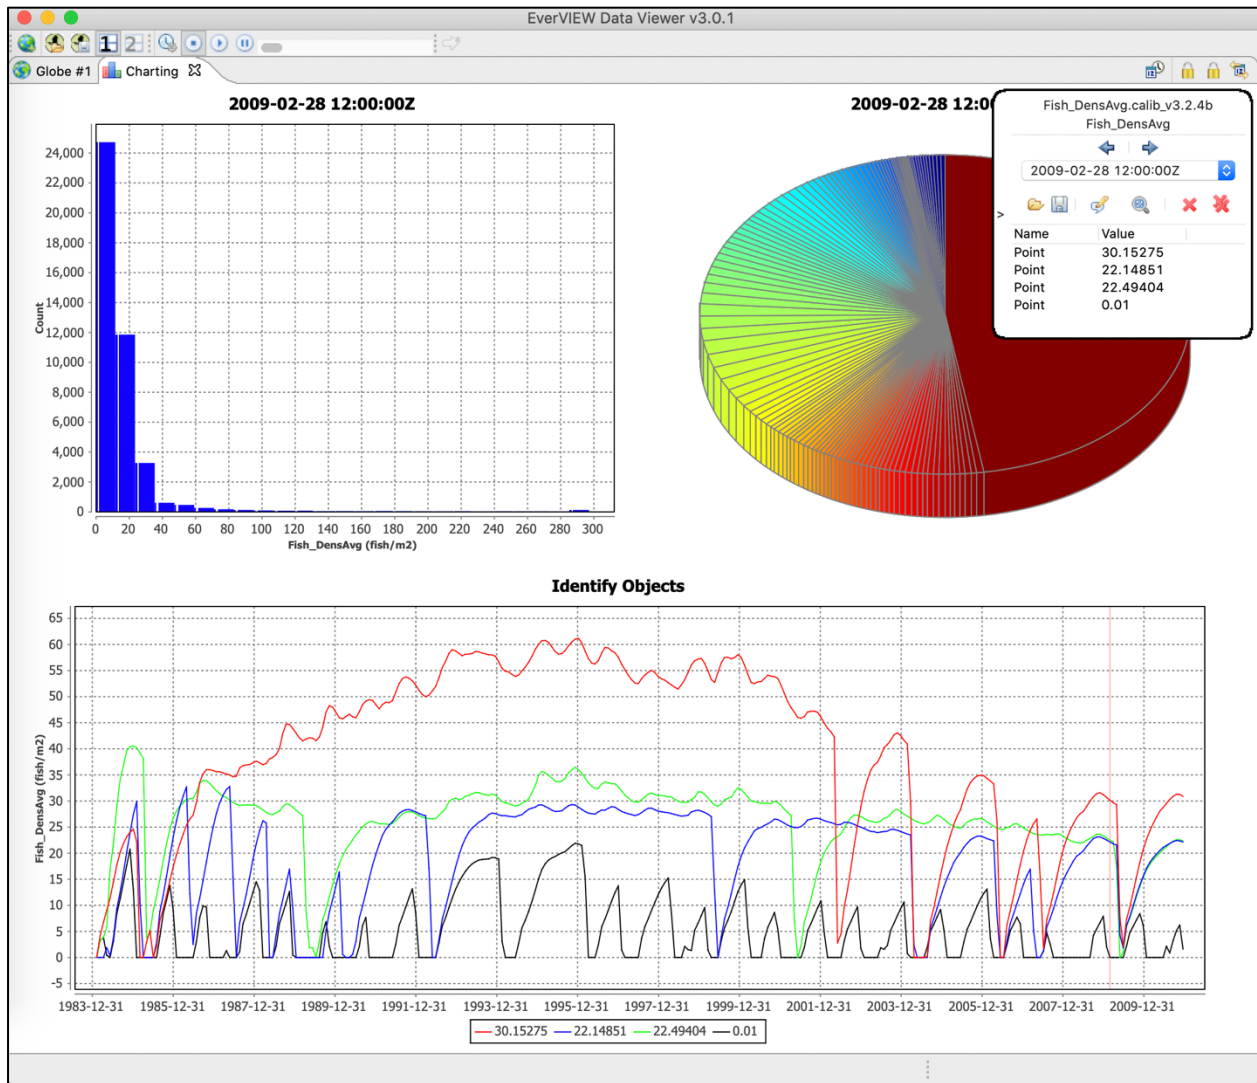 EverVIEW Data Viewer v3.0.1
1 2
Globe #1 Charting
2009-02-28 12:00:00Z
24,000
22,000
20,000
18,000
16,000
14,000
12,000
10,000
8,000
6,000
4,000
2,000
0
Count
0 20 40 60 80 100 120 140 160 180 200 220 240 260 280 300
Fish_DensAvg (fish/m2)
2009-02-28 12:00
Fish_DensAvg.calib_v3.2.4b
Fish_DensAvg
2009-02-28 12:00:00Z
>
Name Value
Point 30.15275
Point 22.14851
Point 22.49404
Point 0.01
Identify Objects
65
60
55
50
45
40
35
30
25
20
15
10
5
0
-5
Fish_DensAvg (fish/m2)
1983-12-31 1985-12-31 1987-12-31 1989-12-31 1991-12-31 1993-12-31 1995-12-31 1997-12-31 1999-12-31 2001-12-31 2003-12-31 2005-12-31 2007-12-31 2009-12-31
30.15275 22.14851 22.49404 0.01